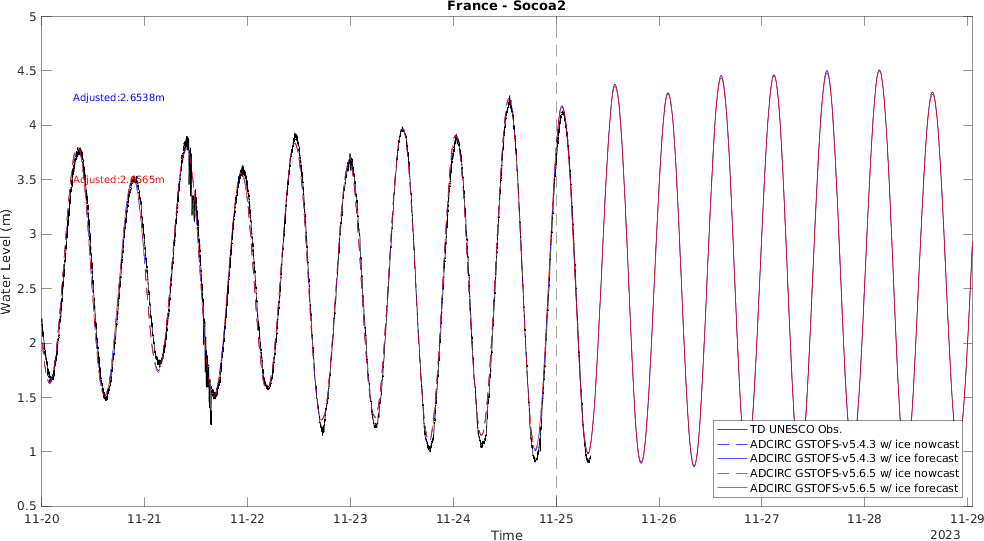 France - Socoa2
5
4.5
4
3.5
3
2.5
2
1.5
1
0.5
Water Level (m)
Adjusted:2.6538m
TD UNESCO Obs.
ADCIRC GSTOFS-v5.4.3 w/ ice nowcast
ADCIRC GSTOFS-v5.4.3 w/ ice forecast
ADCIRC GSTOFS-v5.6.5 w/ ice nowcast
ADCIRC GSTOFS-v5.6.5 w/ ice forecast
11-20 11-21 11-22 11-23 11-24 11-25 11-26 11-27 11-28 11-29
Time
2023